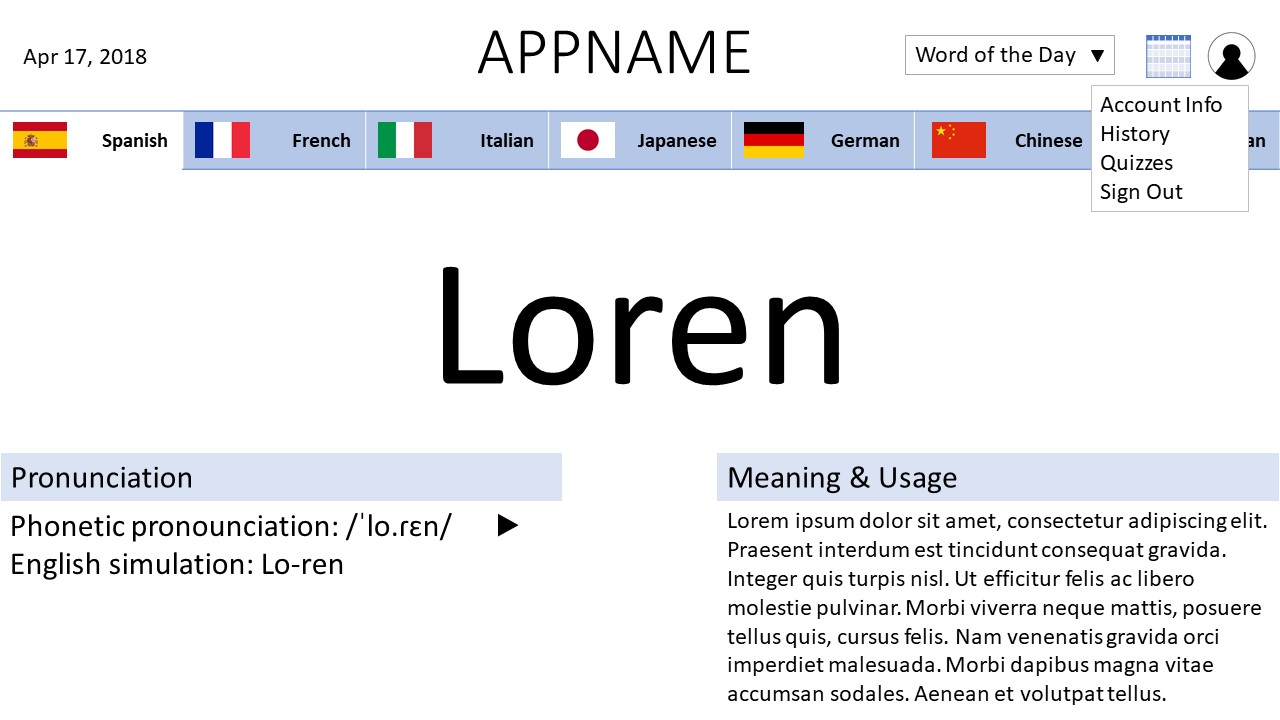 Apr 17, 2018
APPNAME
Word of the Day ▼
Account Info
History
Quizzes
Sign Out
Spanish
French
Italian
Japanese
German
Chinese
an
Loren
Pronunciation
Phonetic pronounciation: /ˈlo.ɾɛn/ ▶
English simulation: Lo-ren
Meaning & Usage
Lorem ipsum dolor sit amet, consectetur adipiscing elit.
Praesent interdum est tincidunt consequat gravida.
Integer quis turpis nisl. Ut efficitur felis ac libero
molestie pulvinar. Morbi viverra neque mattis, posuere
tellus quis, cursus felis. Nam venenatis gravida orci
imperdiet malesuada. Morbi dapibus magna vitae
accumsan sodales. Aenean et volutpat tellus.